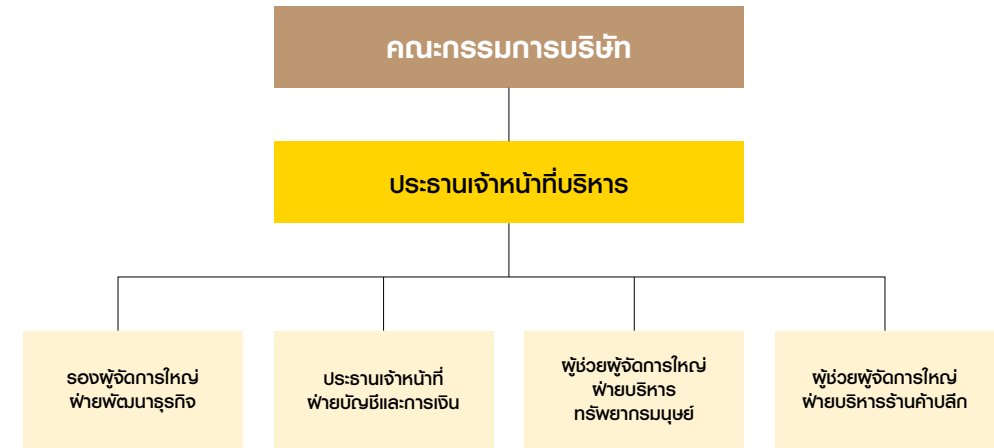 คณะกรรมการบริษัท
ประธานเจ้าหน้าที่บริหาร
รองผู้จัดการใหญ่
ฝ่ายพัฒนาธุรกิจ
ประธานเจ้าหน้าที่
ฝ่ายบัญชีและการเงิน
ผู้ช่วยผู้จัดการใหญ่
ฝ่ายบริหาร
ทรัพยากรมนุษย์
ผู้ช่วยผู้จัดการใหญ่
ฝ่ายบริหารร้านค้าปลีก